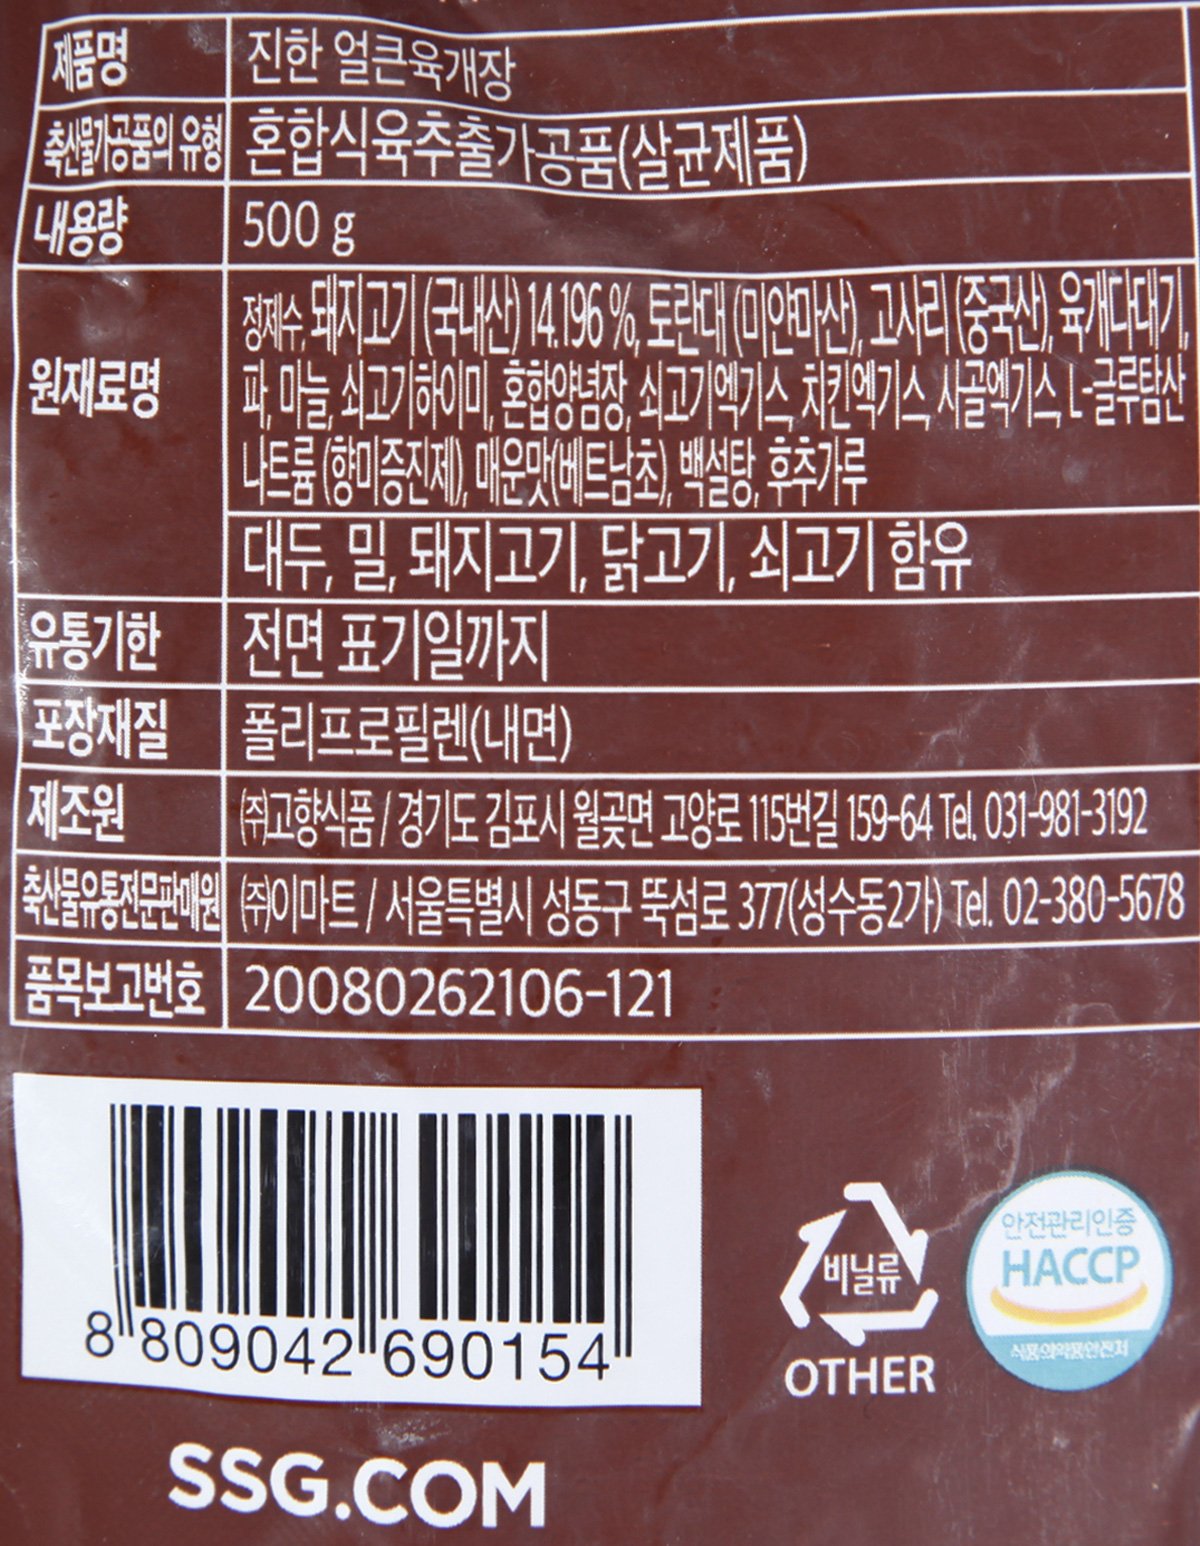 제품명 진한 얼큰육개장
축산물가공품의 유형 혼합식육추출가공품(살균제품)
내용량 500 g
원재료명 정제수, 돼지고기 (국내산) 14.196 %, 토란대 (미얀마산), 고사리 (중국산), 육개다대기,
파, 마늘, 쇠고기하이미, 혼합양념장, 쇠고기엑기스, 치킨엑기스, 사골엑기스, L-글루탐산
나트륨 (향미증진제), 매운맛(베트남초), 백설탕, 후추가루
대두, 밀, 돼지고기, 닭고기, 쇠고기 함유
유통기한 전면 표기일까지
포장재질 폴리프로필렌(내면)
제조원 ㈜고향식품 / 경기도 김포시 월곶면 고양로 115번길 159-64 Tel. 031-981-3192
축산물유통전문판매원 ㈜이마트 / 서울특별시 성동구 뚝섬로 377(성수동2가) Tel. 02-380-5678
품목보고번호 20080262106-121
8 809042 690154
비닐류
OTHER
안전관리인증
HACCP
식품의약품안전처
SSG.COM